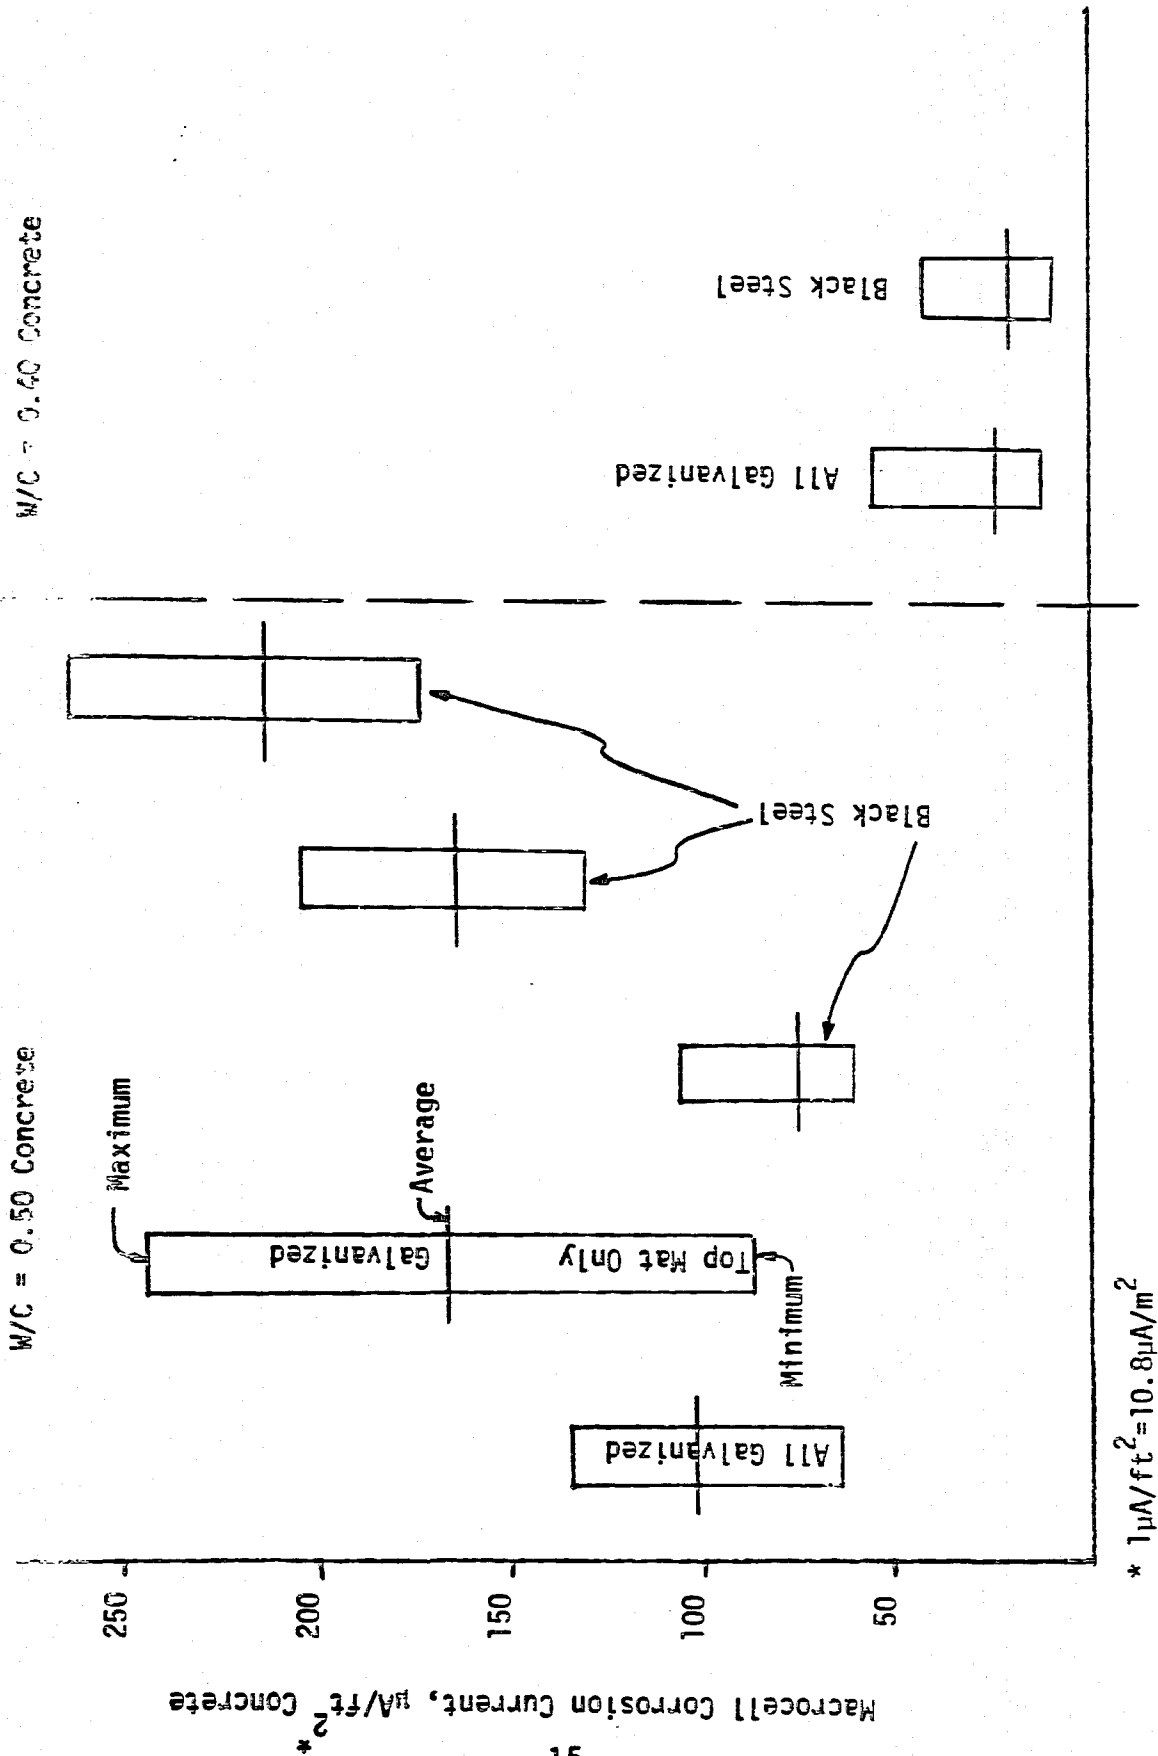 W/C = 0.50 Concrete
W/C = 0.40 Concrete
Macrocell Corrosion Current, µA/ft² Concrete*
250
200
150
100
50
All Galvanized
Top Mat Only
Galvanized
Maximum
Average
Minimum
Black Steel
All Galvanized
Black Steel
* 1µA/ft²=10.8µA/m²
15